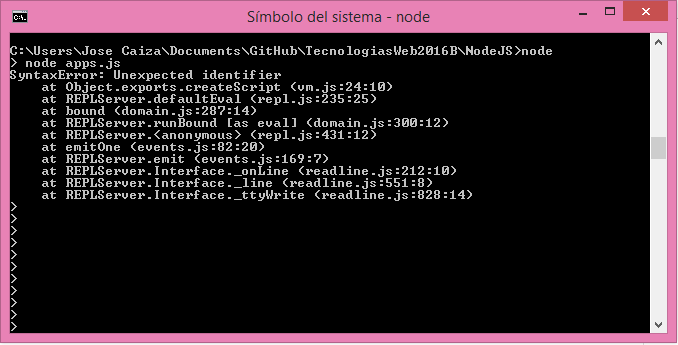 Símbolo del sistema - node
C:\Users\Jose Caiza\Documents\GitHub\TecnologiasWeb2016B\NodeJS>node
> node apps.js
SyntaxError: Unexpected identifier
    at Object.exports.createScript (vm.js:24:10)
    at REPLServer.defaultEval (repl.js:235:25)
    at bound (domain.js:287:14)
    at REPLServer.runBound [as eval] (domain.js:300:12)
    at REPLServer.<anonymous> (repl.js:431:12)
    at emitOne (events.js:82:20)
    at REPLServer.emit (events.js:169:7)
    at REPLServer.Interface._onLine (readline.js:212:10)
    at REPLServer.Interface._line (readline.js:551:8)
    at REPLServer.Interface._ttyWrite (readline.js:828:14)
>
>
>
>
>
>
>
>
>
>
>